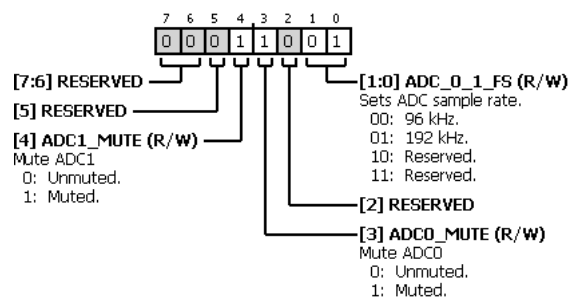 7 6 5 4 3 2 1 0
0 0 0 1 1 0 0 1
[7:6] RESERVED
[5] RESERVED
[4] ADC1_MUTE (R/W)
Mute ADC1
0: Unmuted.
1: Muted.
[1:0] ADC_0_1_FS (R/W)
Sets ADC sample rate.
00: 96 kHz.
01: 192 kHz.
10: Reserved.
11: Reserved.
[2] RESERVED
[3] ADC0_MUTE (R/W)
Mute ADC0
0: Unmuted.
1: Muted.